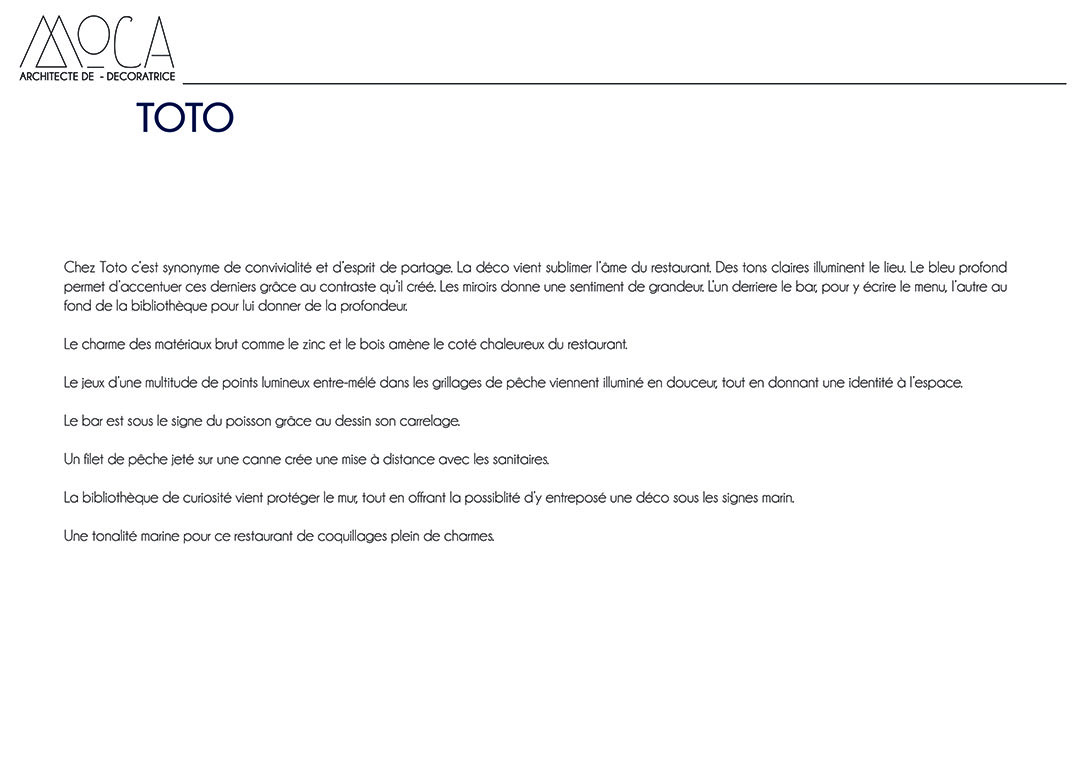 MOCA
ARCHITECTE DE - DECORATRICE
TOTO
Chez Toto c'est synonyme de convivialité et d'esprit de partage. La déco vient sublimer l'âme du restaurant. Des tons claires illuminent le lieu. Le bleu profond
permet d'accentuer ces derniers grâce au contraste qu'il créé. Les miroirs donne une sentiment de grandeur. L'un derriere le bar, pour y écrire le menu, l'autre au
fond de la bibliothèque pour lui donner de la profondeur.
Le charme des matériaux brut comme le zinc et le bois amène le coté chaleureux du restaurant.
Le jeux d'une multitude de points lumineux entre-mélé dans les grillages de pêche viennent illuminé en douceur, tout en donnant une identité à l'espace.
Le bar est sous le signe du poisson grâce au dessin son carrelage.
Un filet de pêche jeté sur une canne crée une mise à distance avec les sanitaires.
La bibliothèque de curiosité vient protéger le mur, tout en offrant la possiblité d'y entreposé une déco sous les signes marin.
Une tonalité marine pour ce restaurant de coquillages plein de charmes.